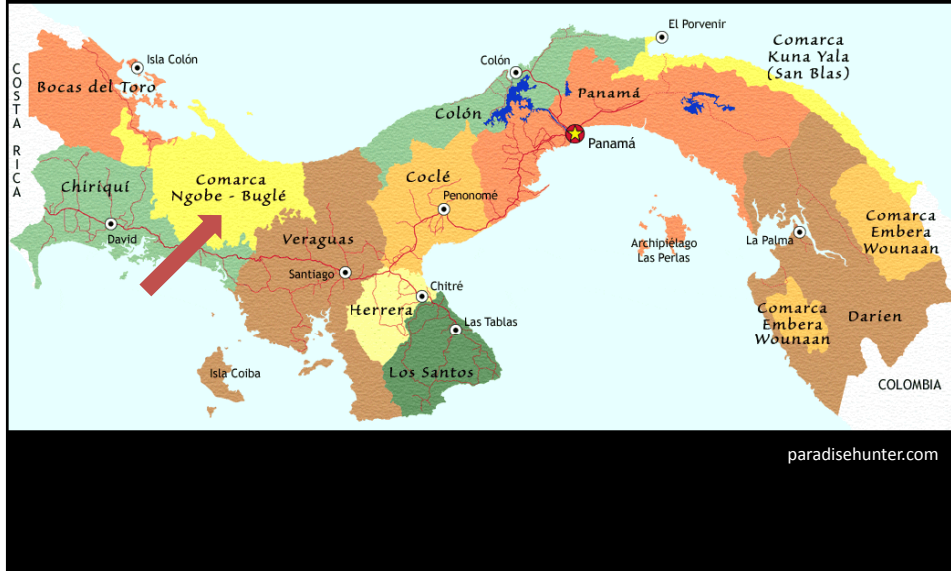 El Porvenir
Comarca
Kuna Yala
(San Blas)
Isla Colón
Colón
COSTA RICA
Bocas del Toro
Panamá
Colón
Panamá
Coclé
Chiriquí
Comarca
Ngobe - Buglé
Penonomé
Comarca
Embera
Wounaan
David
Veraguas
Archipiélago
Las Perlas
La Palma
Santiago
Chitré
Herrera
Comarca
Embera
Wounaan
Darien
Las Tablas
Isla Coiba
Los Santos
COLOMBIA
paradisehunter.com